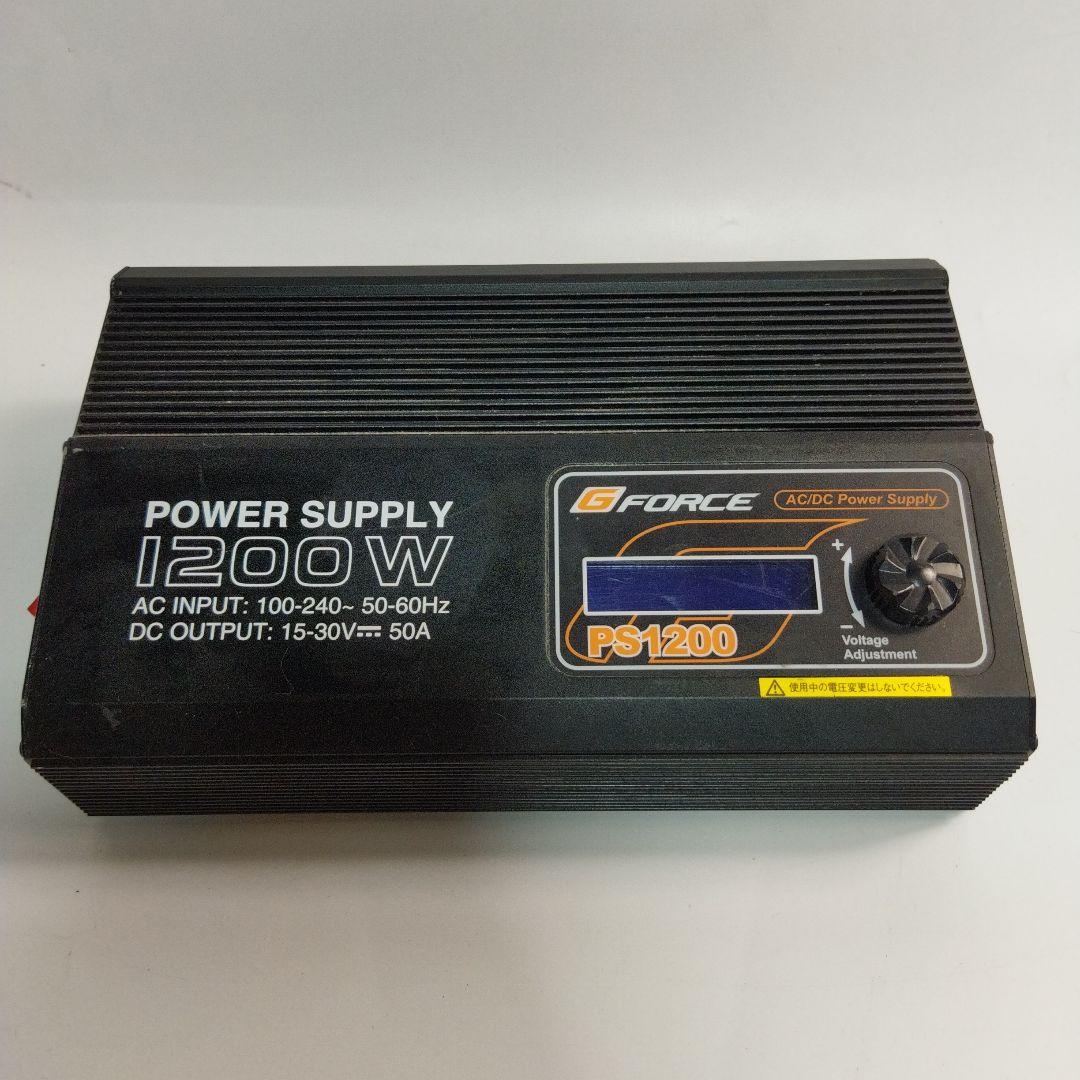 POWER SUPPLY
1200W
AC INPUT: 100-240~ 50-60Hz
DC OUTPUT: 15-30V⎓ 50A
G FORCE
AC/DC Power Supply
+
−
Voltage
Adjustment
PS1200
⚠ 使用中の電圧変更はしないでください。